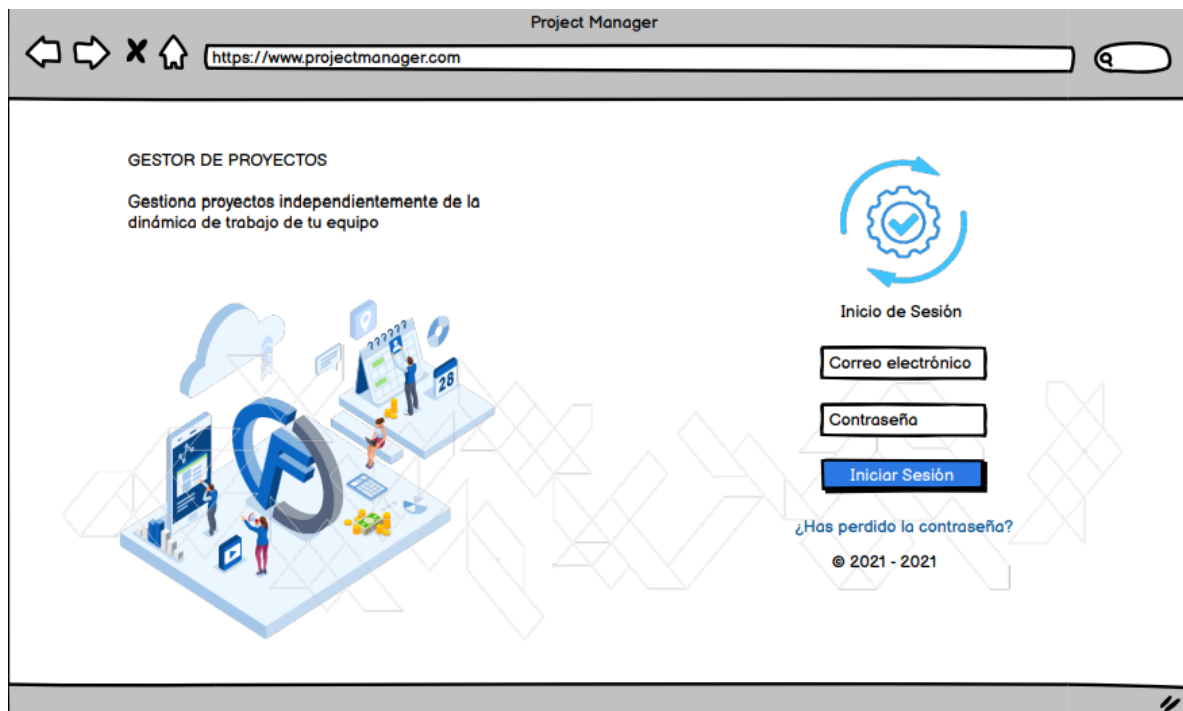 Project Manager
https://www.projectmanager.com
GESTOR DE PROYECTOS
Gestiona proyectos independientemente de la
dinámica de trabajo de tu equipo
28
Inicio de Sesión
Correo electrónico
Contraseña
Iniciar Sesión
¿Has perdido la contraseña?
© 2021 - 2021